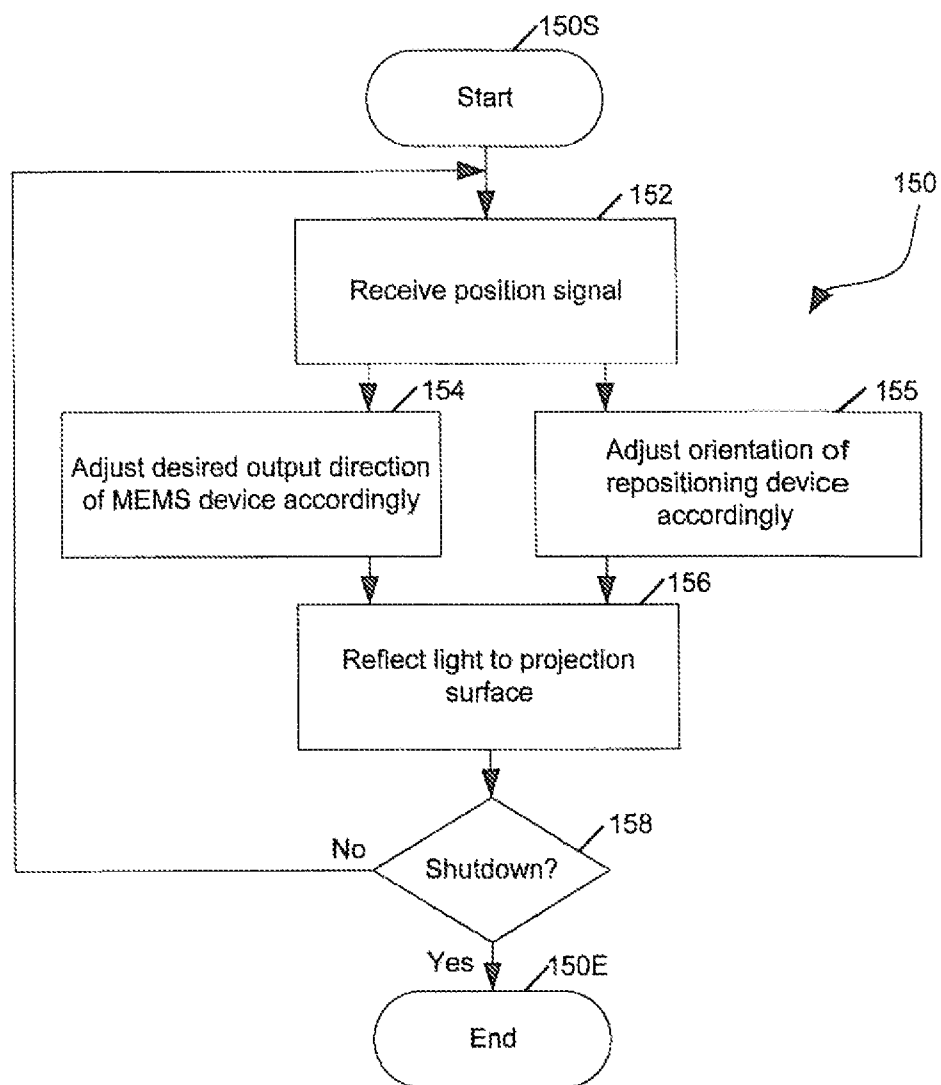 150S
Start
150
152
Receive position signal
154
155
Adjust desired output direction
of MEMS device accordingly
Adjust orientation of
repositioning device
accordingly
156
Reflect light to projection
surface
158
No
Shutdown?
Yes
150E
End